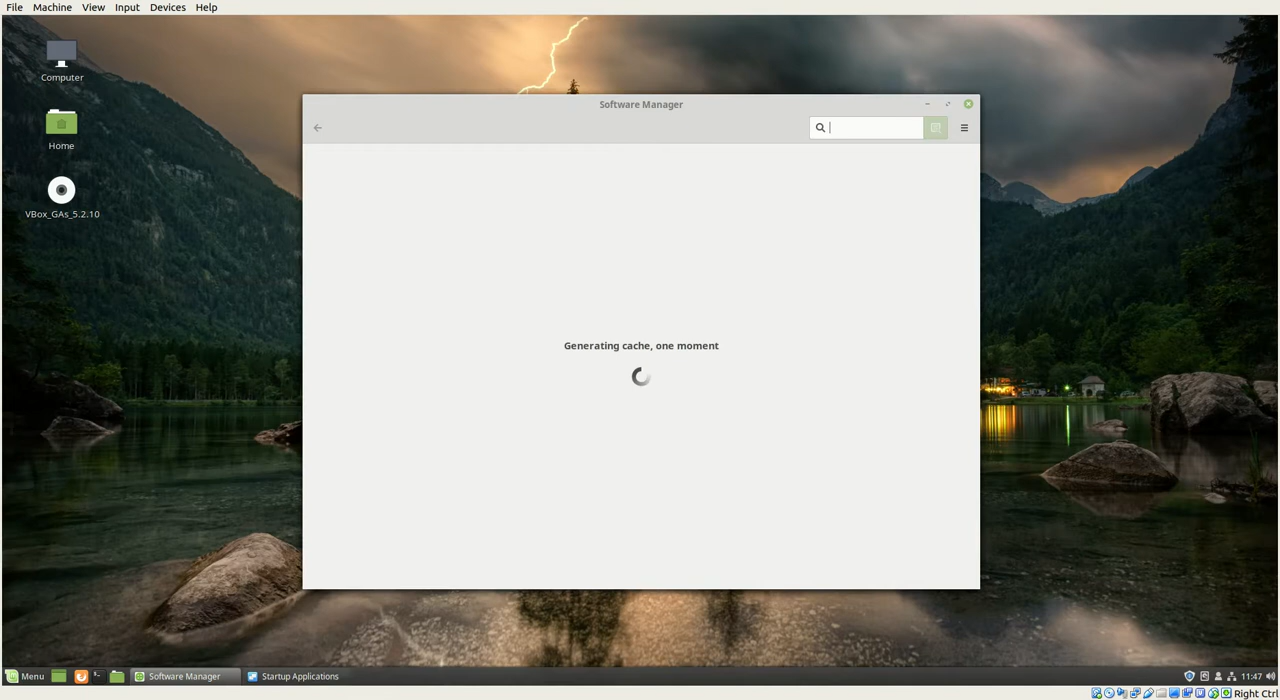 File Machine View Input Devices Help
Computer
Home
VBox_GAs_5.2.10
Software Manager
Generating cache, one moment
Menu Software Manager Startup Applications 11:47
Right Ctrl